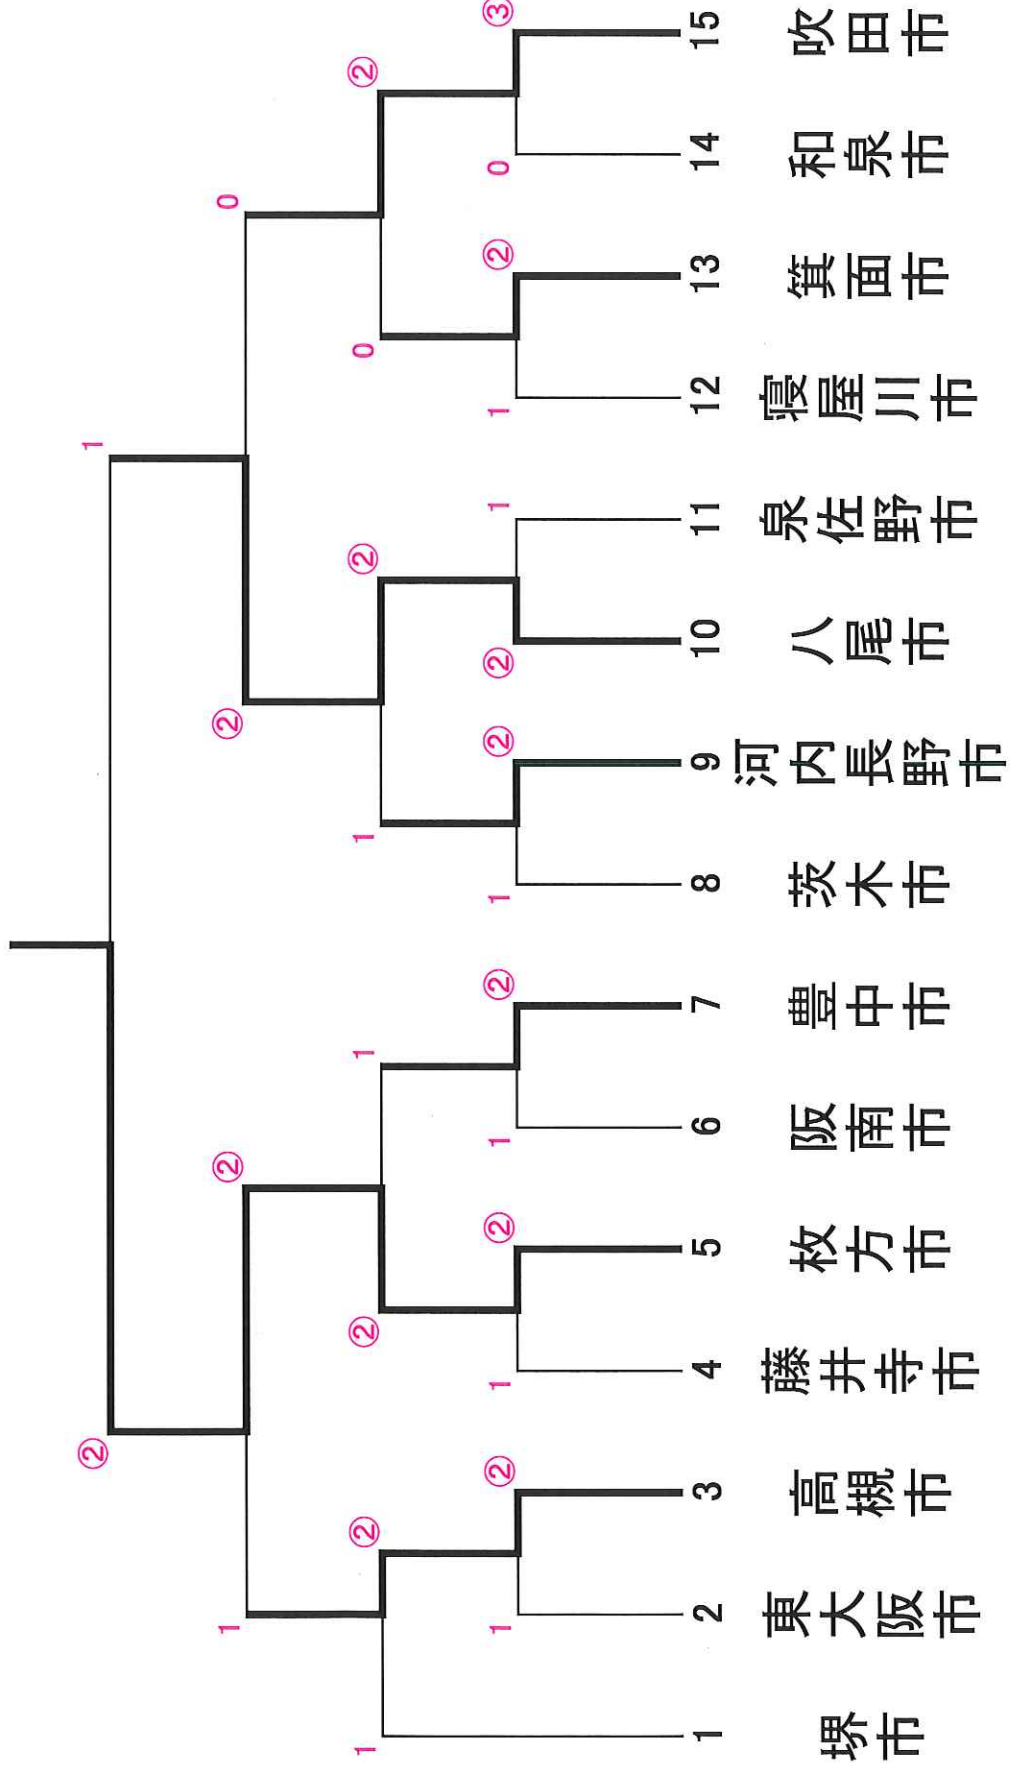 ② 1
1 ② ② 0
1 ② ② 1 1 ② 0 ②
1 ② 1 ② 1 ② 1 ② ② 1 1 ② 0 ③
1 2 3 4 5 6 7 8 9 10 11 12 13 14 15
堺市
東大阪市
高槻市
藤井寺市
枚方市
阪南市
豊中市
茨木市
河内長野市
八尾市
泉佐野市
寝屋川市
箕面市
和泉市
吹田市